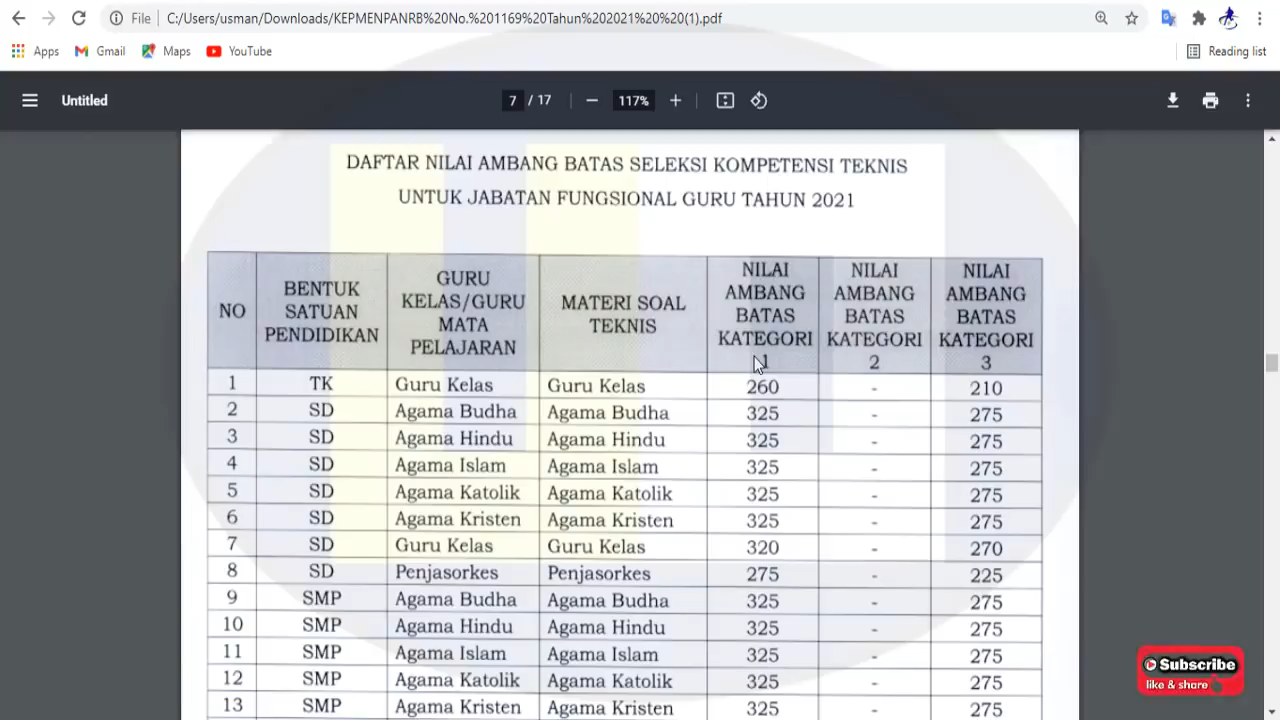 File C:/Users/usman/Downloads/KEPMENPANRB%20No.%201169%20Tahun%202021%20%20(1).pdf
Apps Gmail Maps YouTube Reading list
Untitled 7 / 17 117%
DAFTAR NILAI AMBANG BATAS SELEKSI KOMPETENSI TEKNIS
UNTUK JABATAN FUNGSIONAL GURU TAHUN 2021
NO BENTUK SATUAN PENDIDIKAN GURU KELAS/GURU MATA PELAJARAN MATERI SOAL TEKNIS NILAI AMBANG BATAS KATEGORI 1 NILAI AMBANG BATAS KATEGORI 2 NILAI AMBANG BATAS KATEGORI 3
1 TK Guru Kelas Guru Kelas 260 - 210
2 SD Agama Budha Agama Budha 325 - 275
3 SD Agama Hindu Agama Hindu 325 - 275
4 SD Agama Islam Agama Islam 325 - 275
5 SD Agama Katolik Agama Katolik 325 - 275
6 SD Agama Kristen Agama Kristen 325 - 275
7 SD Guru Kelas Guru Kelas 320 - 270
8 SD Penjasorkes Penjasorkes 275 - 225
9 SMP Agama Budha Agama Budha 325 - 275
10 SMP Agama Hindu Agama Hindu 325 - 275
11 SMP Agama Islam Agama Islam 325 - 275
12 SMP Agama Katolik Agama Katolik 325 - 275
13 SMP Agama Kristen Agama Kristen 325 - 275
Subscribe
like & share